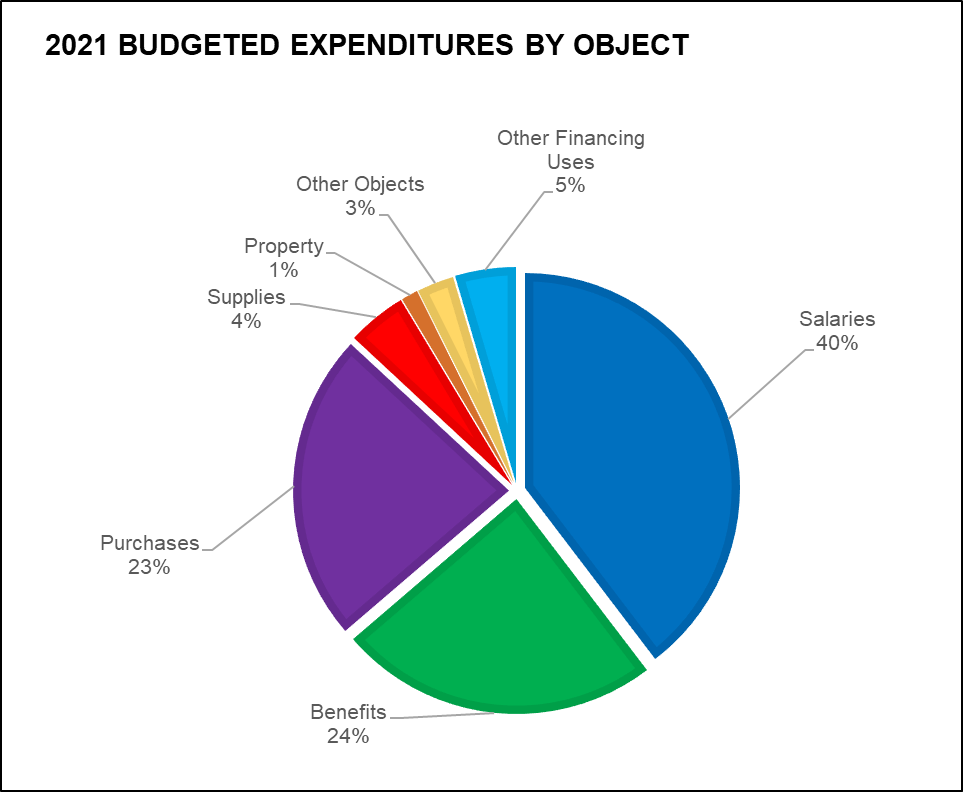 2021 BUDGETED EXPENDITURES BY OBJECT
Other Financing
Uses
5%
Other Objects
3%
Property
1%
Supplies
4%
Salaries
40%
Purchases
23%
Benefits
24%